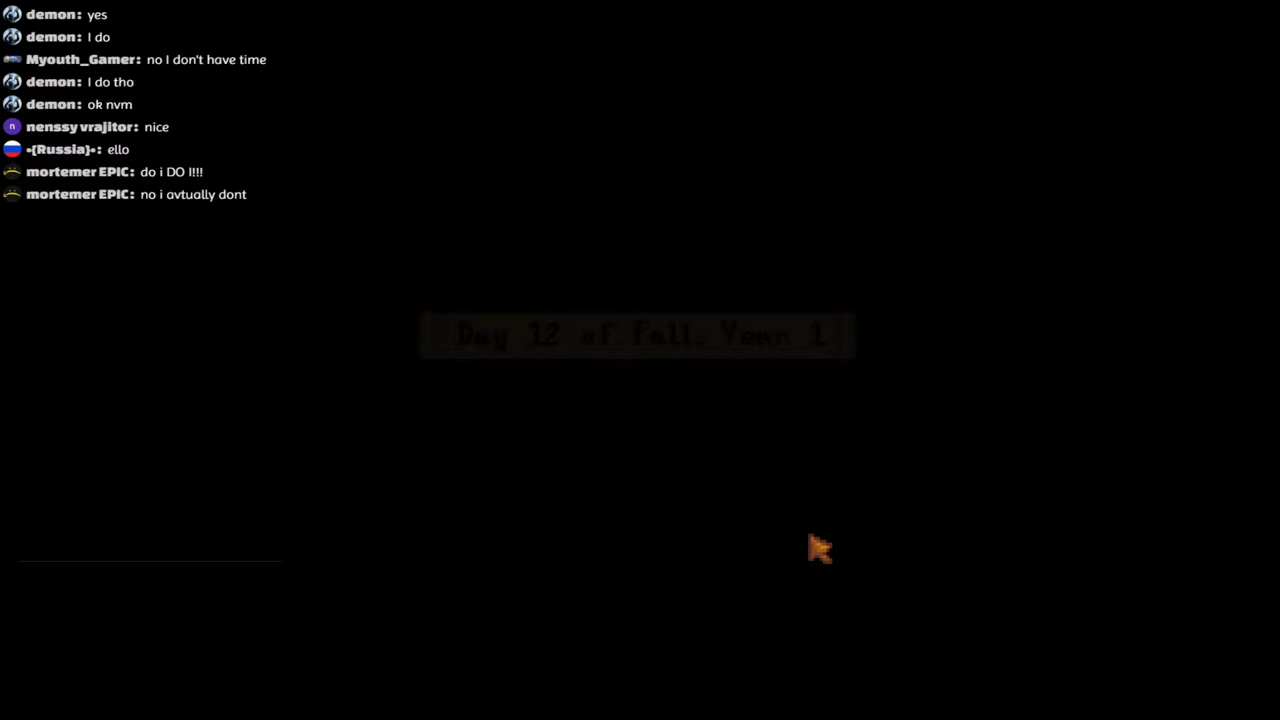 demon: yes
demon: I do
Myouth_Gamer: no I don't have time
demon: I do tho
demon: ok nvm
n nenssy vrajitor: nice
•{Russia}•: ello
mortemer EPIC: do i DO I!!!
mortemer EPIC: no i avtually dont
Day 12 of Fall, Year 1